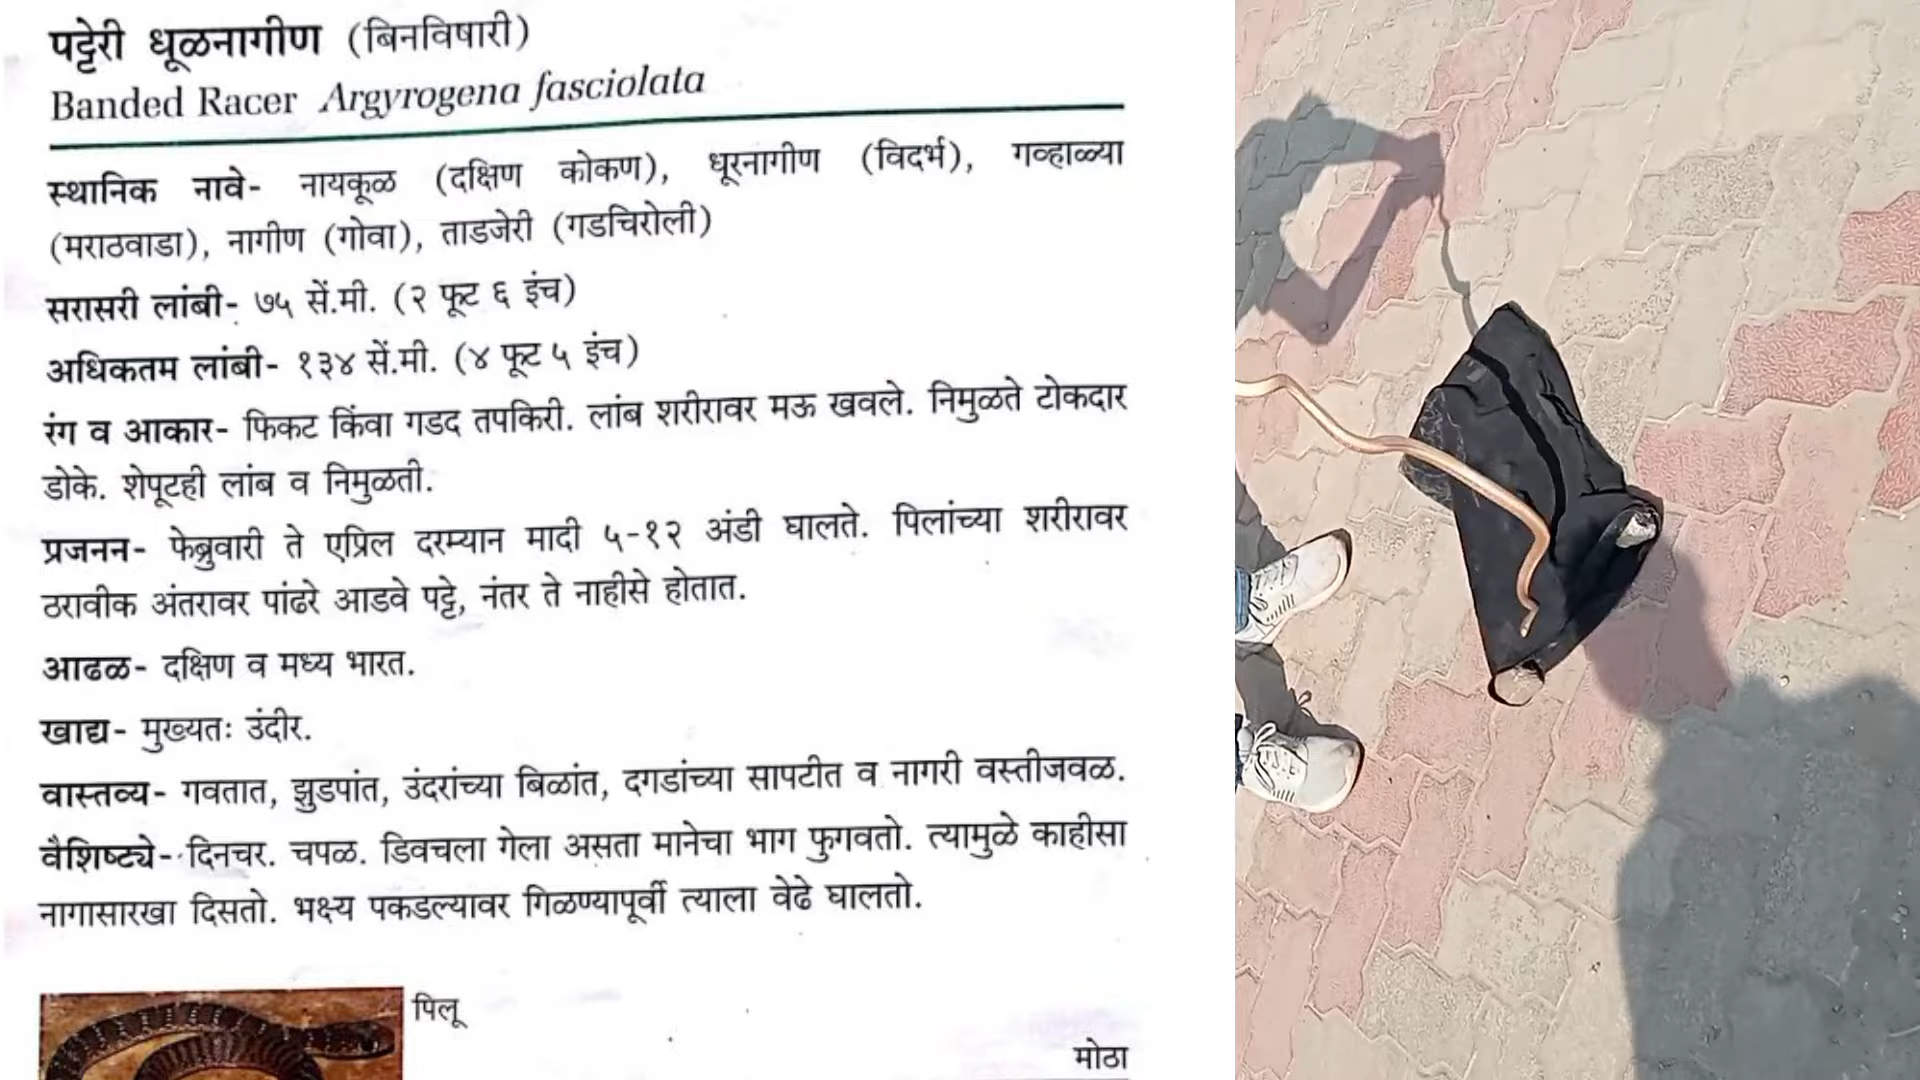 पट्टेरी धूळनागीण (बिनविषारी)
Banded Racer Argyrogena fasciolata
स्थानिक नावे- नायकूळ (दक्षिण कोकण), धूरनागीण (विदर्भ), गव्हाळ्या
(मराठवाडा), नागीण (गोवा), ताडजेरी (गडचिरोली)
सरासरी लांबी- ७५ सें.मी. (२ फूट ६ इंच)
अधिकतम लांबी- १३४ सें.मी. (४ फूट ५ इंच)
रंग व आकार- फिकट किंवा गडद तपकिरी. लांब शरीरावर मऊ खवले. निमुळते टोकदार
डोके. शेपूटही लांब व निमुळती.
प्रजनन- फेब्रुवारी ते एप्रिल दरम्यान मादी ५-१२ अंडी घालते. पिलांच्या शरीरावर
ठरावीक अंतरावर पांढरे आडवे पट्टे, नंतर ते नाहीसे होतात.
आढळ- दक्षिण व मध्य भारत.
खाद्य- मुख्यतः उंदीर.
वास्तव्य- गवतात, झुडपांत, उंदरांच्या बिळांत, दगडांच्या सापटीत व नागरी वस्तीजवळ.
वैशिष्ट्ये- दिनचर. चपळ. डिवचला गेला असता मानेचा भाग फुगवतो. त्यामुळे काहीसा
नागासारखा दिसतो. भक्ष्य पकडल्यावर गिळण्यापूर्वी त्याला वेढे घालतो.
पिलू
मोठा